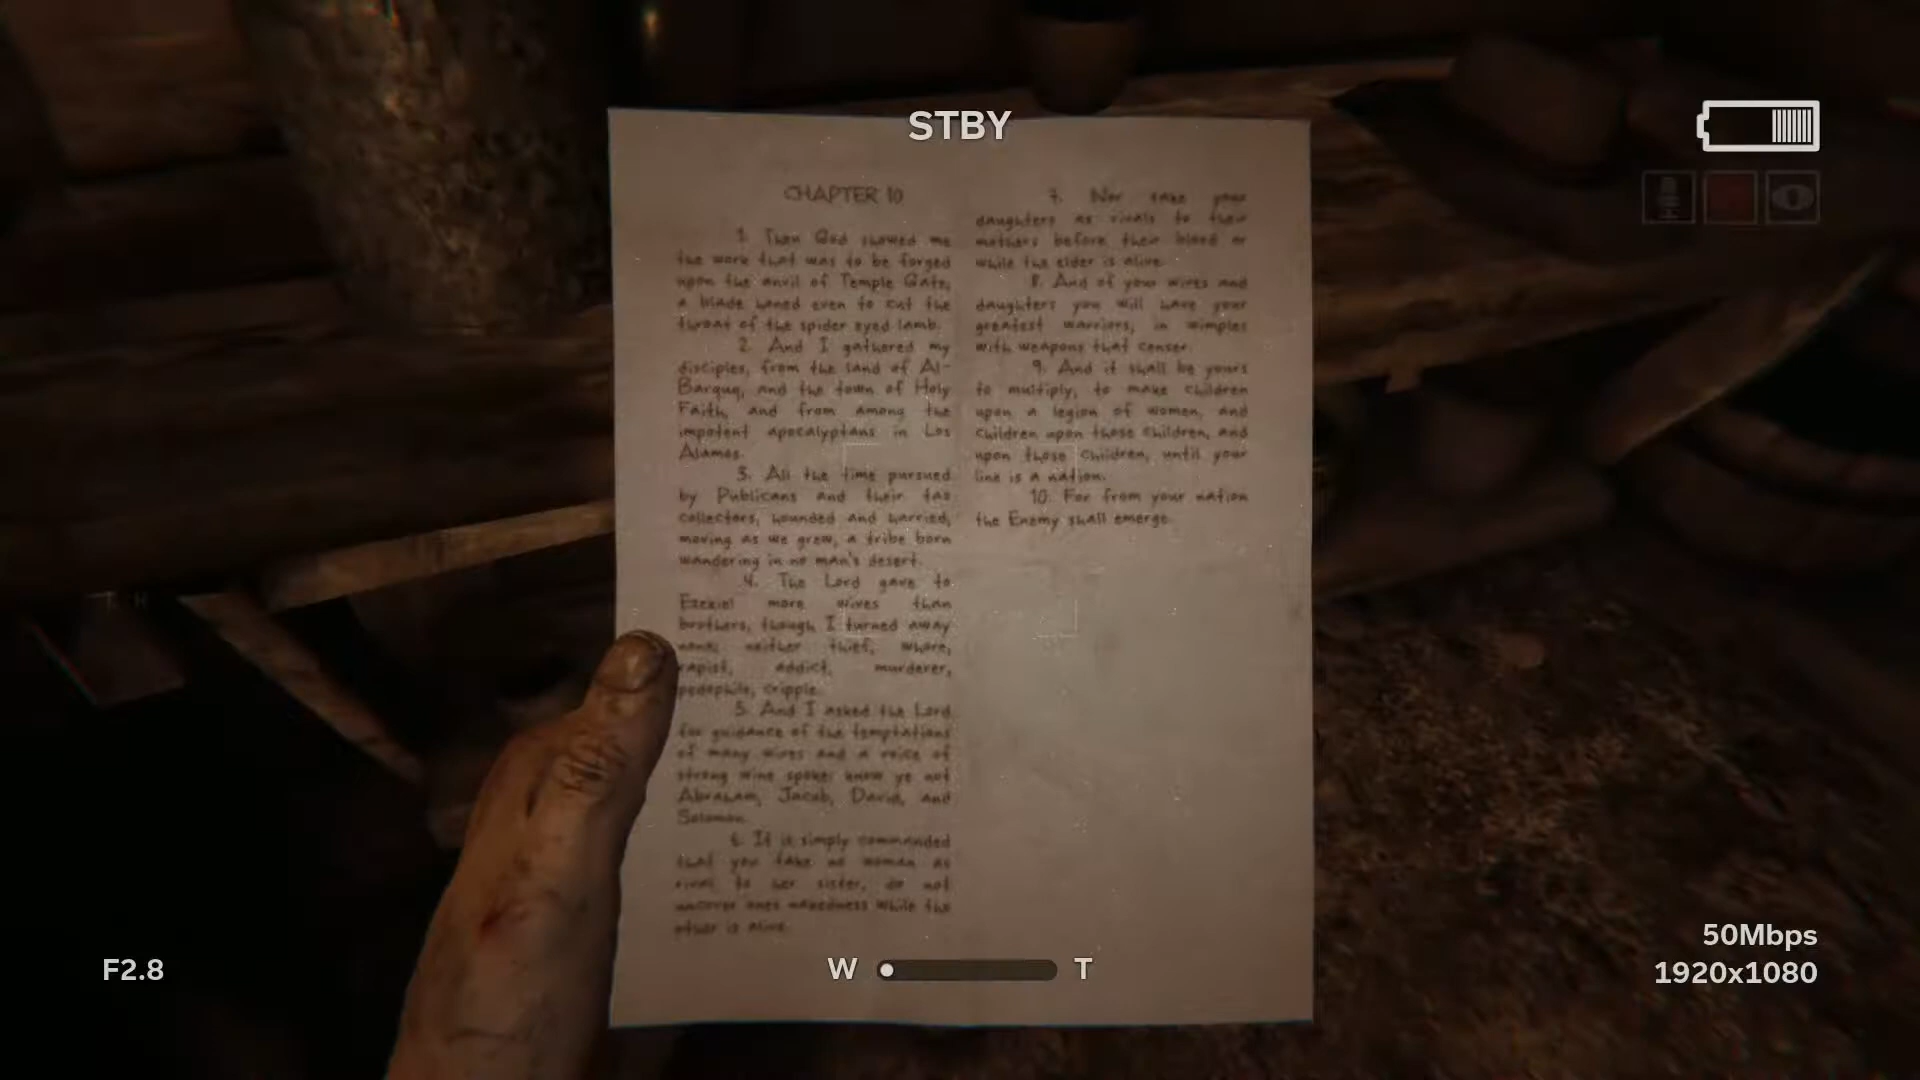 STBY
CHAPTER 10
1. Then God showed me
the work that was to be forged
upon the anvil of Temple Gate,
a blade honed even to cut the
throat of the spider eyed lamb.
2. And I gathered my
disciples, from the land of Al-
Barquq, and the town of Holy
Faith, and from among the
impotent apocalyptans in Los
Alamos.
3. All the time pursued
by Publicans and their tax
collectors, hounded and harried,
moving as we grew, a tribe born
wandering in no man's desert.
4. The Lord gave to
Ezekiel more wives than
brothers, though I turned away
none; neither thief, whore,
rapist, addict, murderer,
pedophile, cripple.
5. And I asked the Lord
for guidance of the temptations
of many wives and a voice of
strong wine spoke: know ye not
Abraham, Jacob, David, and
Solomon.
6. It is simply commanded
that you take no woman as
rival to her sister, do not
uncover ones nakedness while the
other is alive.
7. Nor take your
daughters as rivals to their
mothers before their blood or
while the elder is alive.
8. And of your wives and
daughters you will have your
greatest warriors, in wimples
with weapons that censer.
9. And it shall be yours
to multiply, to make children
upon a legion of women, and
children upon those children, and
upon those children, until your
line is a nation.
10. For from your nation
the Enemy shall emerge.
F2.8
W T
50Mbps
1920x1080